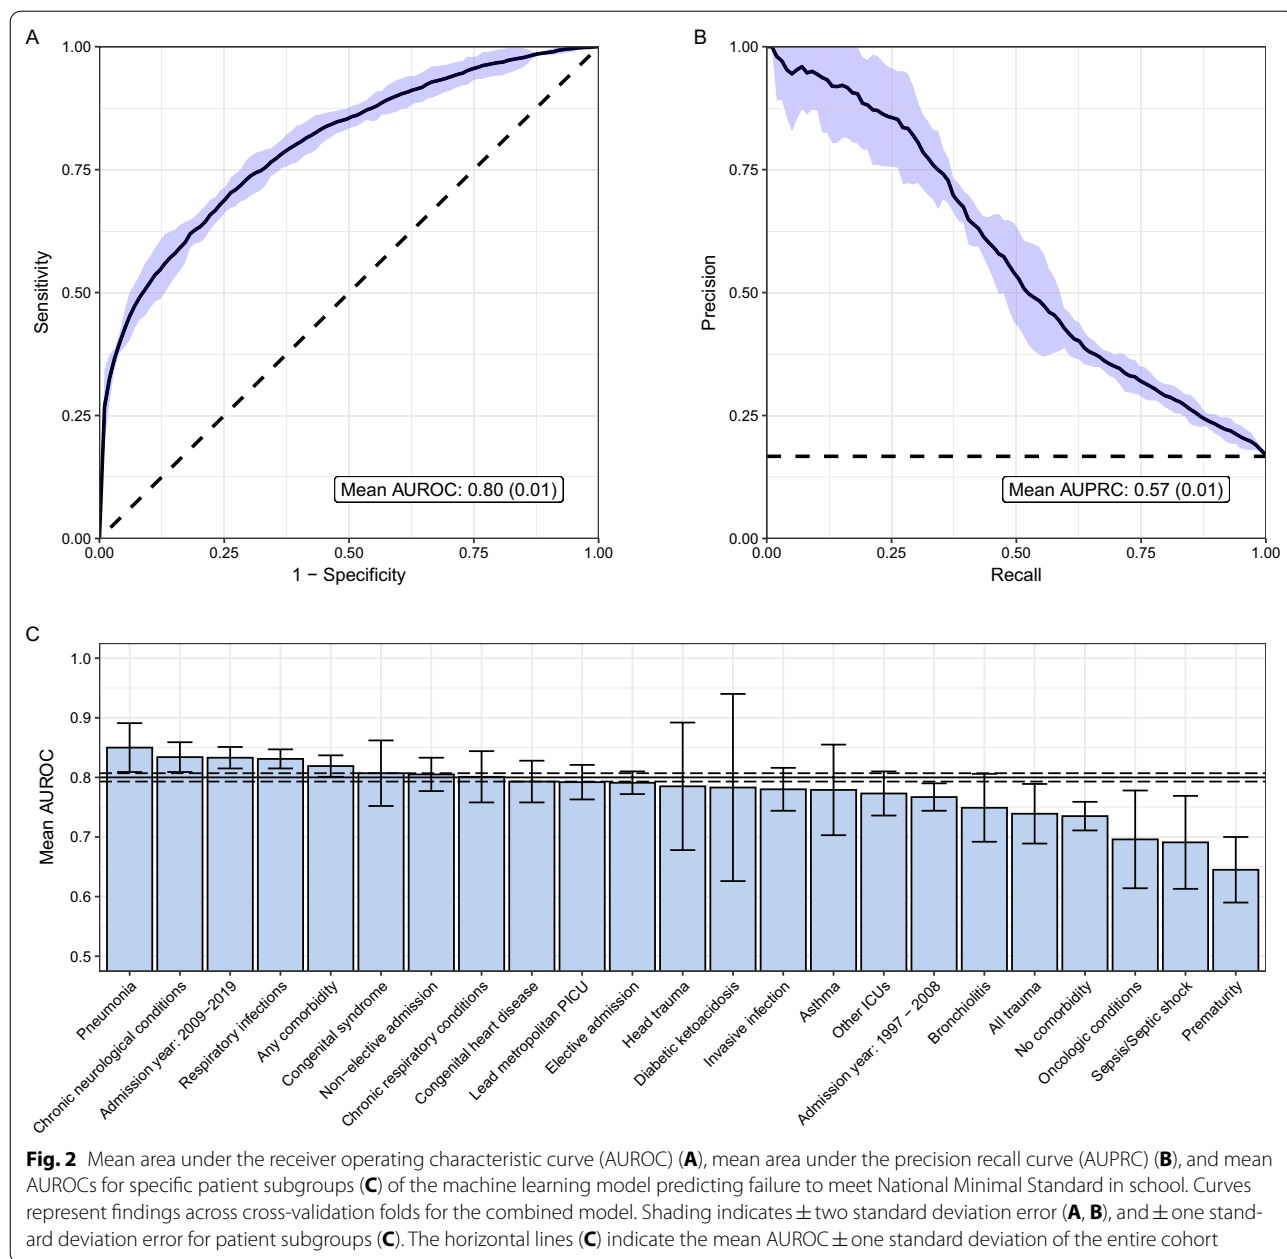 A
1.00
0.75
0.50
0.25
0.00
Sensitivity
Mean AUROC: 0.80 (0.01)
0.00 0.25 0.50 0.75 1.00
1 − Specificity
B
1.00
0.75
0.50
0.25
0.00
Precision
Mean AUPRC: 0.57 (0.01)
0.00 0.25 0.50 0.75 1.00
Recall
C
1.0
0.9
0.8
0.7
0.6
0.5
Mean AUROC
Pneumonia
Chronic neurological conditions
Admission year: 2009−2019
Respiratory infections
Any comorbidity
Congenital syndrome
Non−elective admission
Chronic respiratory conditions
Congenital heart disease
Lead metropolitan PICU
Elective admission
Head trauma
Diabetic ketoacidosis
Invasive infection
Asthma
Other ICUs
Admission year: 1997 − 2008
Bronchiolitis
All trauma
No comorbidity
Oncologic conditions
Sepsis/Septic shock
Prematurity
Fig. 2 Mean area under the receiver operating characteristic curve (AUROC) (A), mean area under the precision recall curve (AUPRC) (B), and mean
AUROCs for specific patient subgroups (C) of the machine learning model predicting failure to meet National Minimal Standard in school. Curves
represent findings across cross-validation folds for the combined model. Shading indicates ± two standard deviation error (A, B), and ± one stand-
ard deviation error for patient subgroups (C). The horizontal lines (C) indicate the mean AUROC ± one standard deviation of the entire cohort